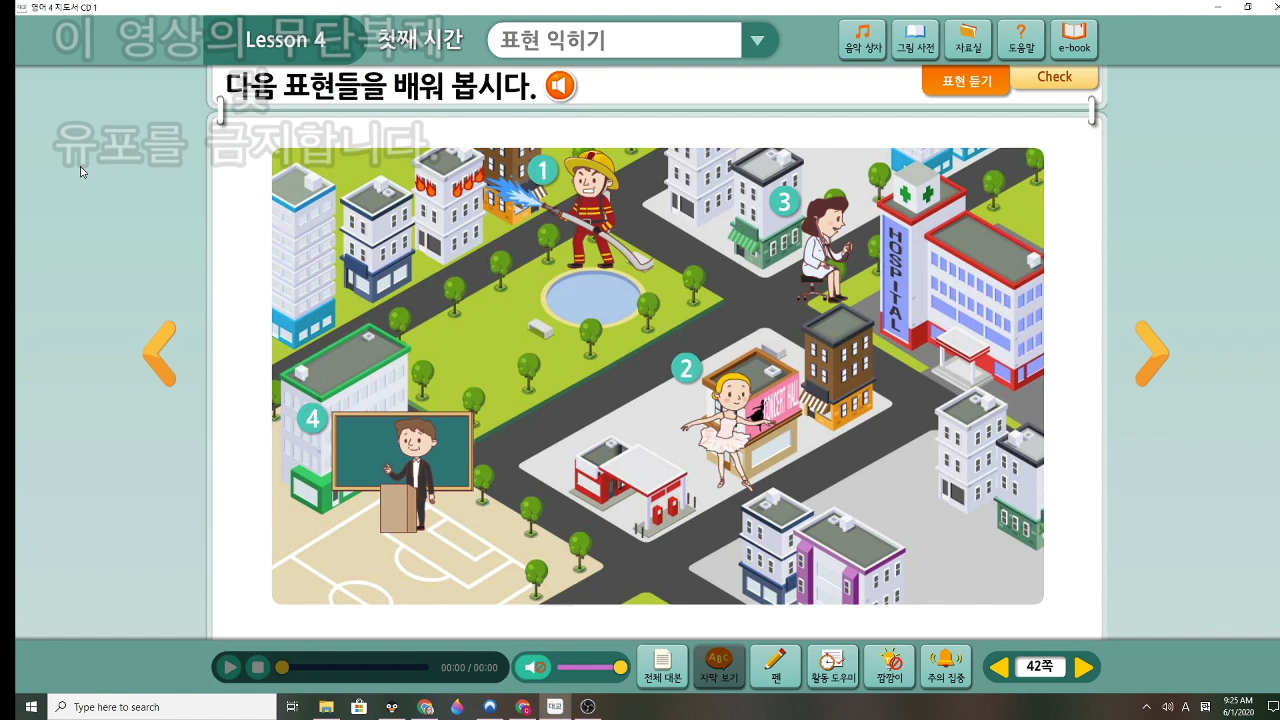 영어 4 지도서 CD 1
이 영상의 무단복제
및
유포를 금지합니다.
Lesson 4
첫째 시간
표현 익히기
음악 상자
그림 사전
자료실
도움말
e-book
다음 표현들을 배워 봅시다.
표현 듣기
Check
1
3
HOSPITAL
2
CONCERT HALL
4
00:00 / 00:00
전체 대본
ABC
자막 보기
펜
활동 도우미
깜깜이
주의 집중
42쪽
Type here to search
대교
A
9:25 AM
6/1/2020